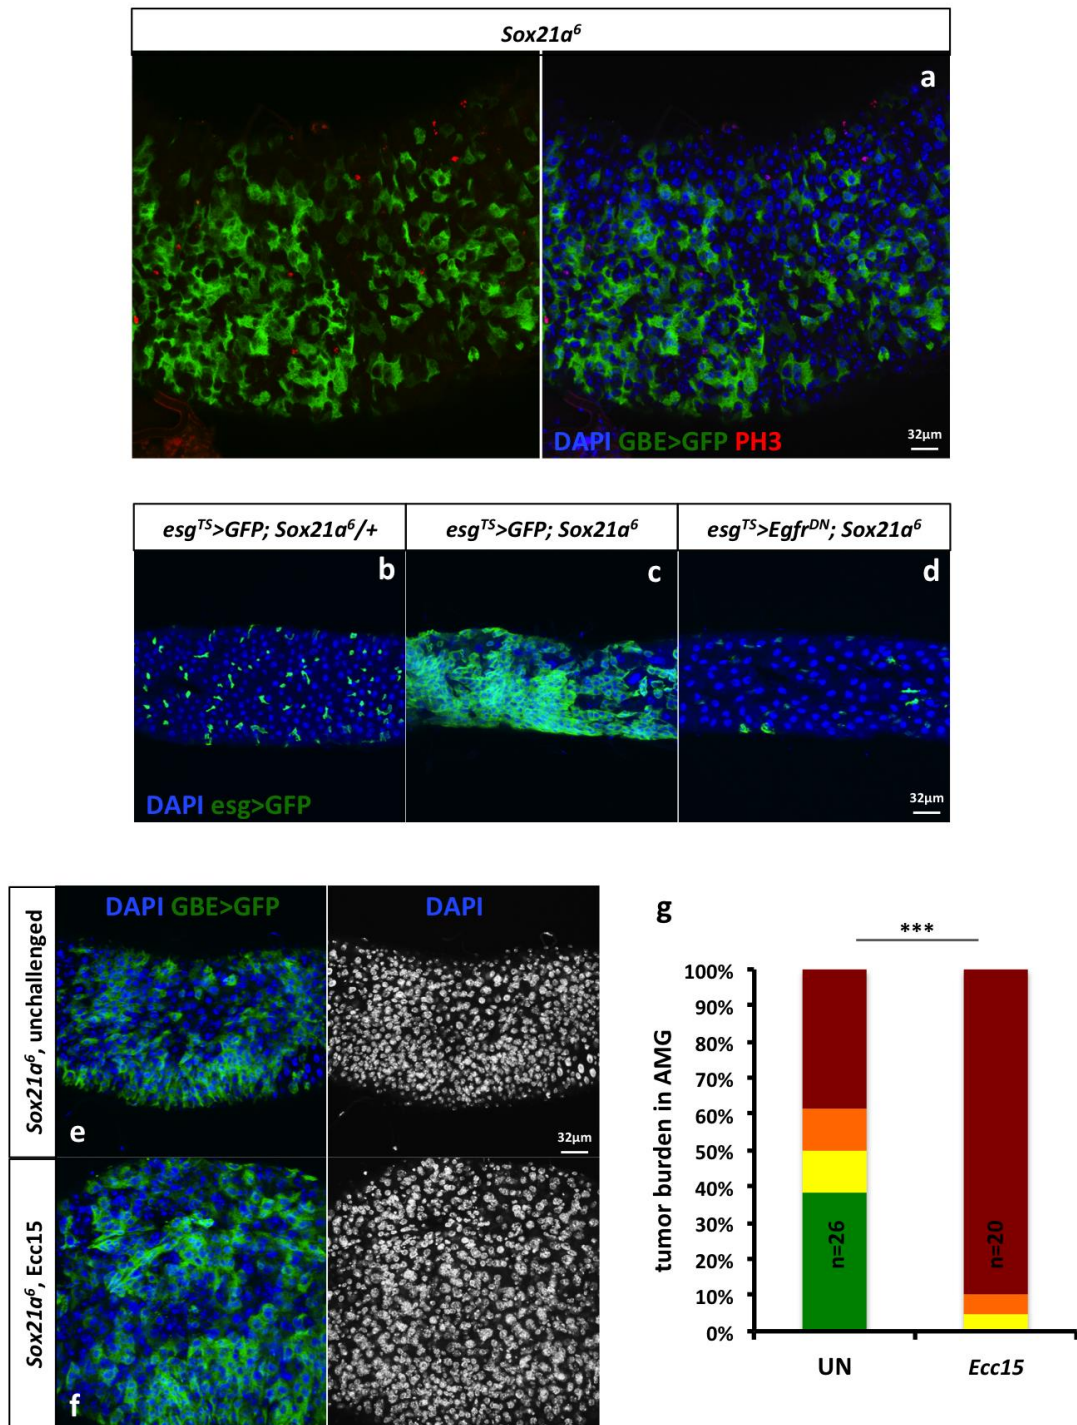 Sox21a⁶
a
DAPI GBE>GFP PH3
32µm
esgᵀˢ>GFP; Sox21a⁶/+
esgᵀˢ>GFP; Sox21a⁶
esgᵀˢ>Egfrᴰᴺ; Sox21a⁶
b
c
d
DAPI esg>GFP
32µm
Sox21a⁶, unchallenged
DAPI GBE>GFP
DAPI
e
32µm
Sox21a⁶, Ecc15
f
g
***
tumor burden in AMG
100%
90%
80%
70%
60%
50%
40%
30%
20%
10%
0%
n=26
n=20
UN
Ecc15